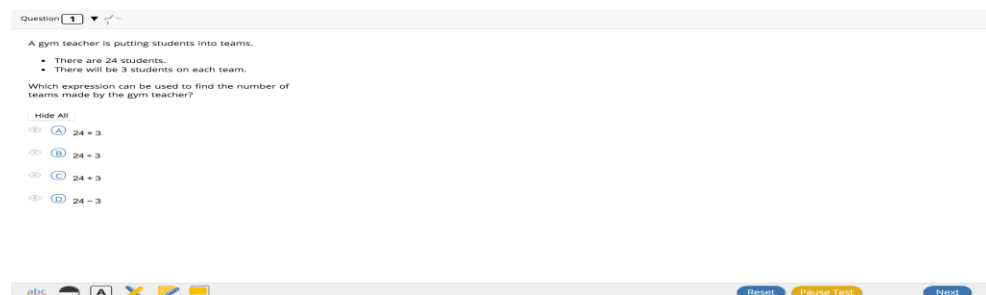 Question 1
A gym teacher is putting students into teams.
• There are 24 students.
• There will be 3 students on each team.
Which expression can be used to find the number of
teams made by the gym teacher?
Hide All
A 24 × 3
B 24 ÷ 3
C 24 + 3
D 24 − 3
abc A Reset Pause Test Next